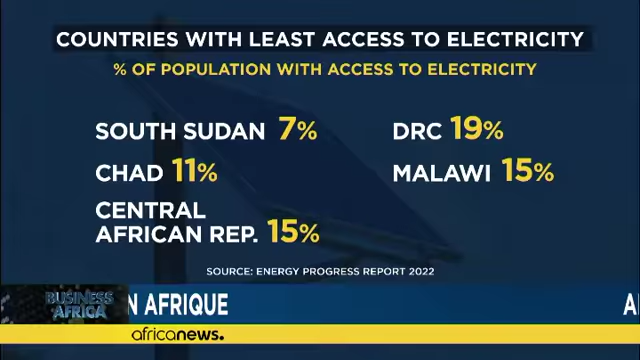 COUNTRIES WITH LEAST ACCESS TO ELECTRICITY
% OF POPULATION WITH ACCESS TO ELECTRICITY
SOUTH SUDAN 7%
CHAD 11%
CENTRAL
AFRICAN REP. 15%
DRC 19%
MALAWI 15%
SOURCE: ENERGY PROGRESS REPORT 2022
BUSINESS
AFRICA
N AFRIQUE
africanews.